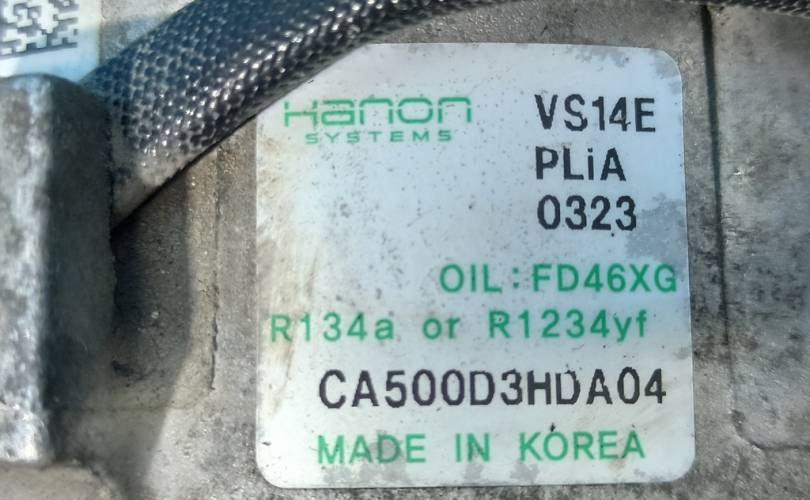 Hanon
SYSTEMS
VS14E
PLiA
0323
OIL:FD46XG
R134a or R1234yf
CA500D3HDA04
MADE IN KOREA